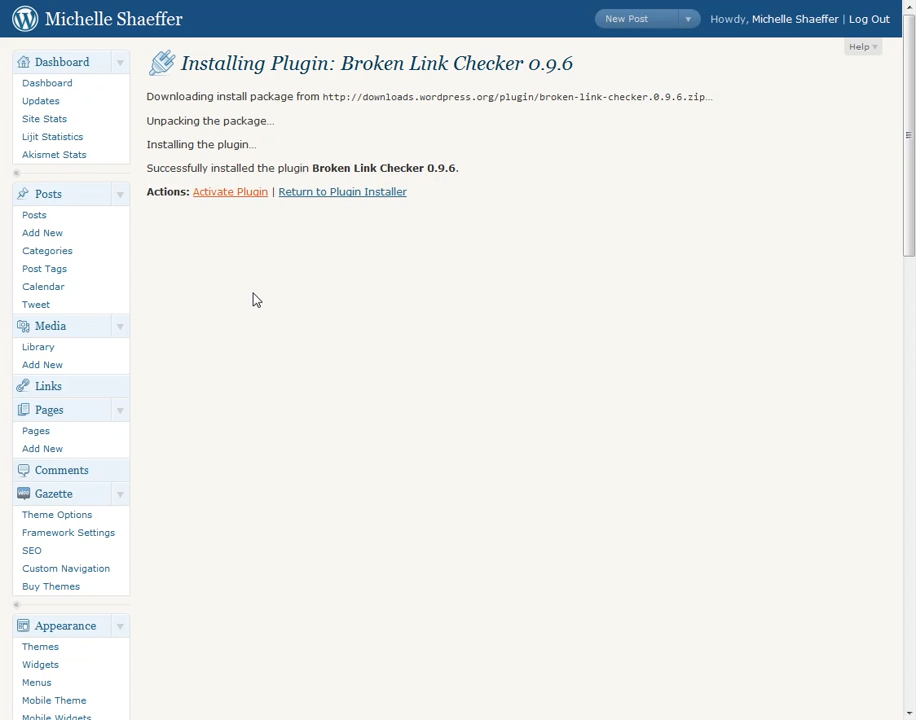 Michelle Shaeffer
New Post
Howdy, Michelle Shaeffer | Log Out
Help
Dashboard
Dashboard
Updates
Site Stats
Lijit Statistics
Akismet Stats
Posts
Posts
Add New
Categories
Post Tags
Calendar
Tweet
Media
Library
Add New
Links
Pages
Pages
Add New
Comments
Gazette
Theme Options
Framework Settings
SEO
Custom Navigation
Buy Themes
Appearance
Themes
Widgets
Menus
Mobile Theme
Mobile Widgets
Installing Plugin: Broken Link Checker 0.9.6
Downloading install package from http://downloads.wordpress.org/plugin/broken-link-checker.0.9.6.zip…
Unpacking the package…
Installing the plugin…
Successfully installed the plugin Broken Link Checker 0.9.6.
Actions: Activate Plugin | Return to Plugin Installer